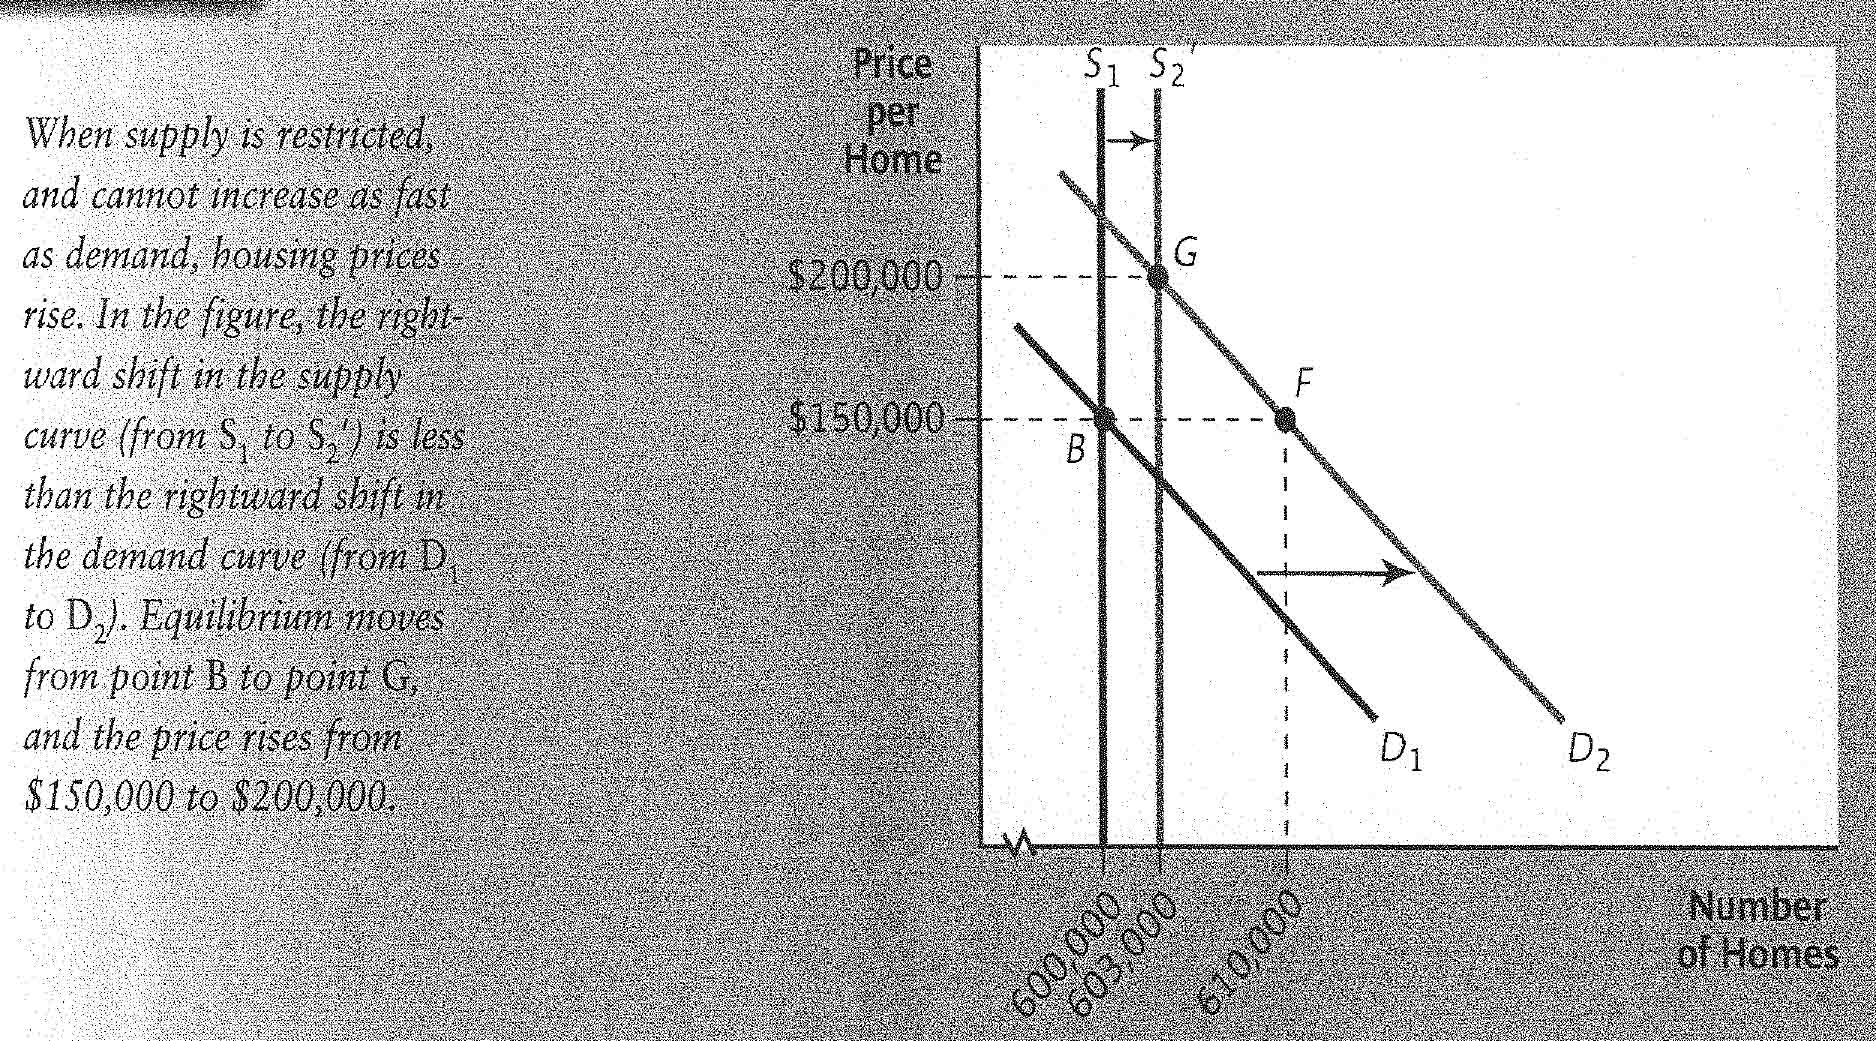 When supply is restricted,
and cannot increase as fast
as demand, housing prices
rise. In the figure, the right-
ward shift in the supply
curve (from S₁ to S₂') is less
than the rightward shift in
the demand curve (from D₁
to D₂). Equilibrium moves
from point B to point G,
and the price rises from
$150,000 to $200,000.
Price
per
Home
S₁ S₂'
G
$200,000
F
$150,000
B
D₁ D₂
600,000
603,000
610,000
Number
of Homes